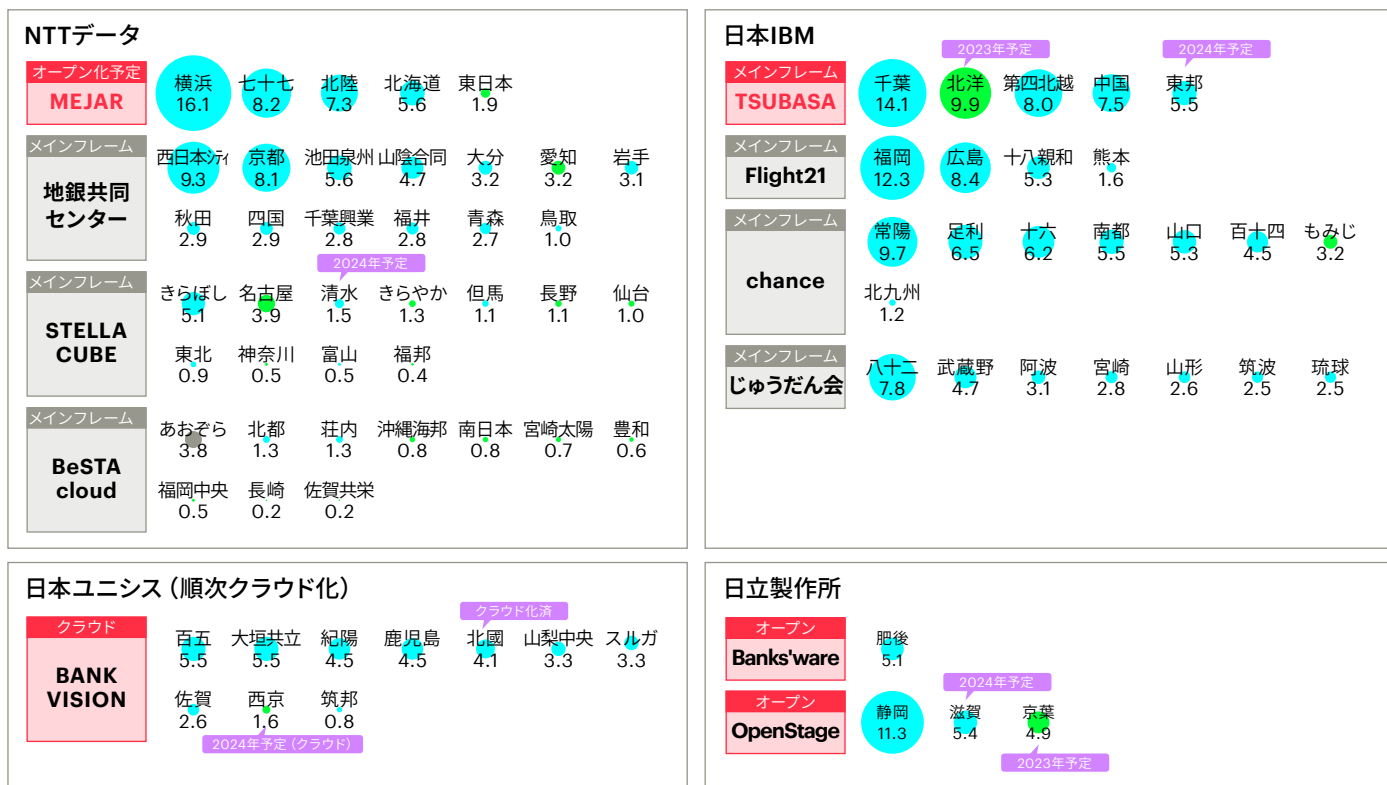 NTTデータ
オープン化予定
MEJAR
横浜 七十七 北陸 北海道 東日本
16.1 8.2 7.3 5.6 1.9
メインフレーム
地銀共同
センター
西日本シティ 京都 池田泉州 山陰合同 大分 愛知 岩手
9.3 8.1 5.6 4.7 3.2 3.2 3.1
秋田 四国 千葉興業 福井 青森 鳥取
2.9 2.9 2.8 2.8 2.7 1.0
2024年予定
メインフレーム
STELLA
CUBE
きらぼし 名古屋 清水 きらやか 但馬 長野 仙台
5.1 3.9 1.5 1.3 1.1 1.1 1.0
東北 神奈川 富山 福邦
0.9 0.5 0.5 0.4
メインフレーム
BeSTA
cloud
あおぞら 北都 荘内 沖縄海邦 南日本 宮崎太陽 豊和
3.8 1.3 1.3 0.8 0.8 0.7 0.6
福岡中央 長崎 佐賀共栄
0.5 0.2 0.2
日本IBM
2023年予定 2024年予定
メインフレーム
TSUBASA
千葉 北洋 第四北越 中国 東邦
14.1 9.9 8.0 7.5 5.5
メインフレーム
Flight21
福岡 広島 十八親和 熊本
12.3 8.4 5.3 1.6
メインフレーム
chance
常陽 足利 十六 南都 山口 百十四 もみじ
9.7 6.5 6.2 5.5 5.3 4.5 3.2
北九州
1.2
メインフレーム
じゅうだん会
八十二 武蔵野 阿波 宮崎 山形 筑波 琉球
7.8 4.7 3.1 2.8 2.6 2.5 2.5
日本ユニシス（順次クラウド化）
クラウド化済
クラウド
BANK
VISION
百五 大垣共立 紀陽 鹿児島 北國 山梨中央 スルガ
5.5 5.5 4.5 4.5 4.1 3.3 3.3
佐賀 西京 筑邦
2.6 1.6 0.8
2024年予定（クラウド）
日立製作所
オープン
Banks'ware
肥後
5.1
2024年予定
オープン
OpenStage
静岡 滋賀 京葉
11.3 5.4 4.9
2023年予定